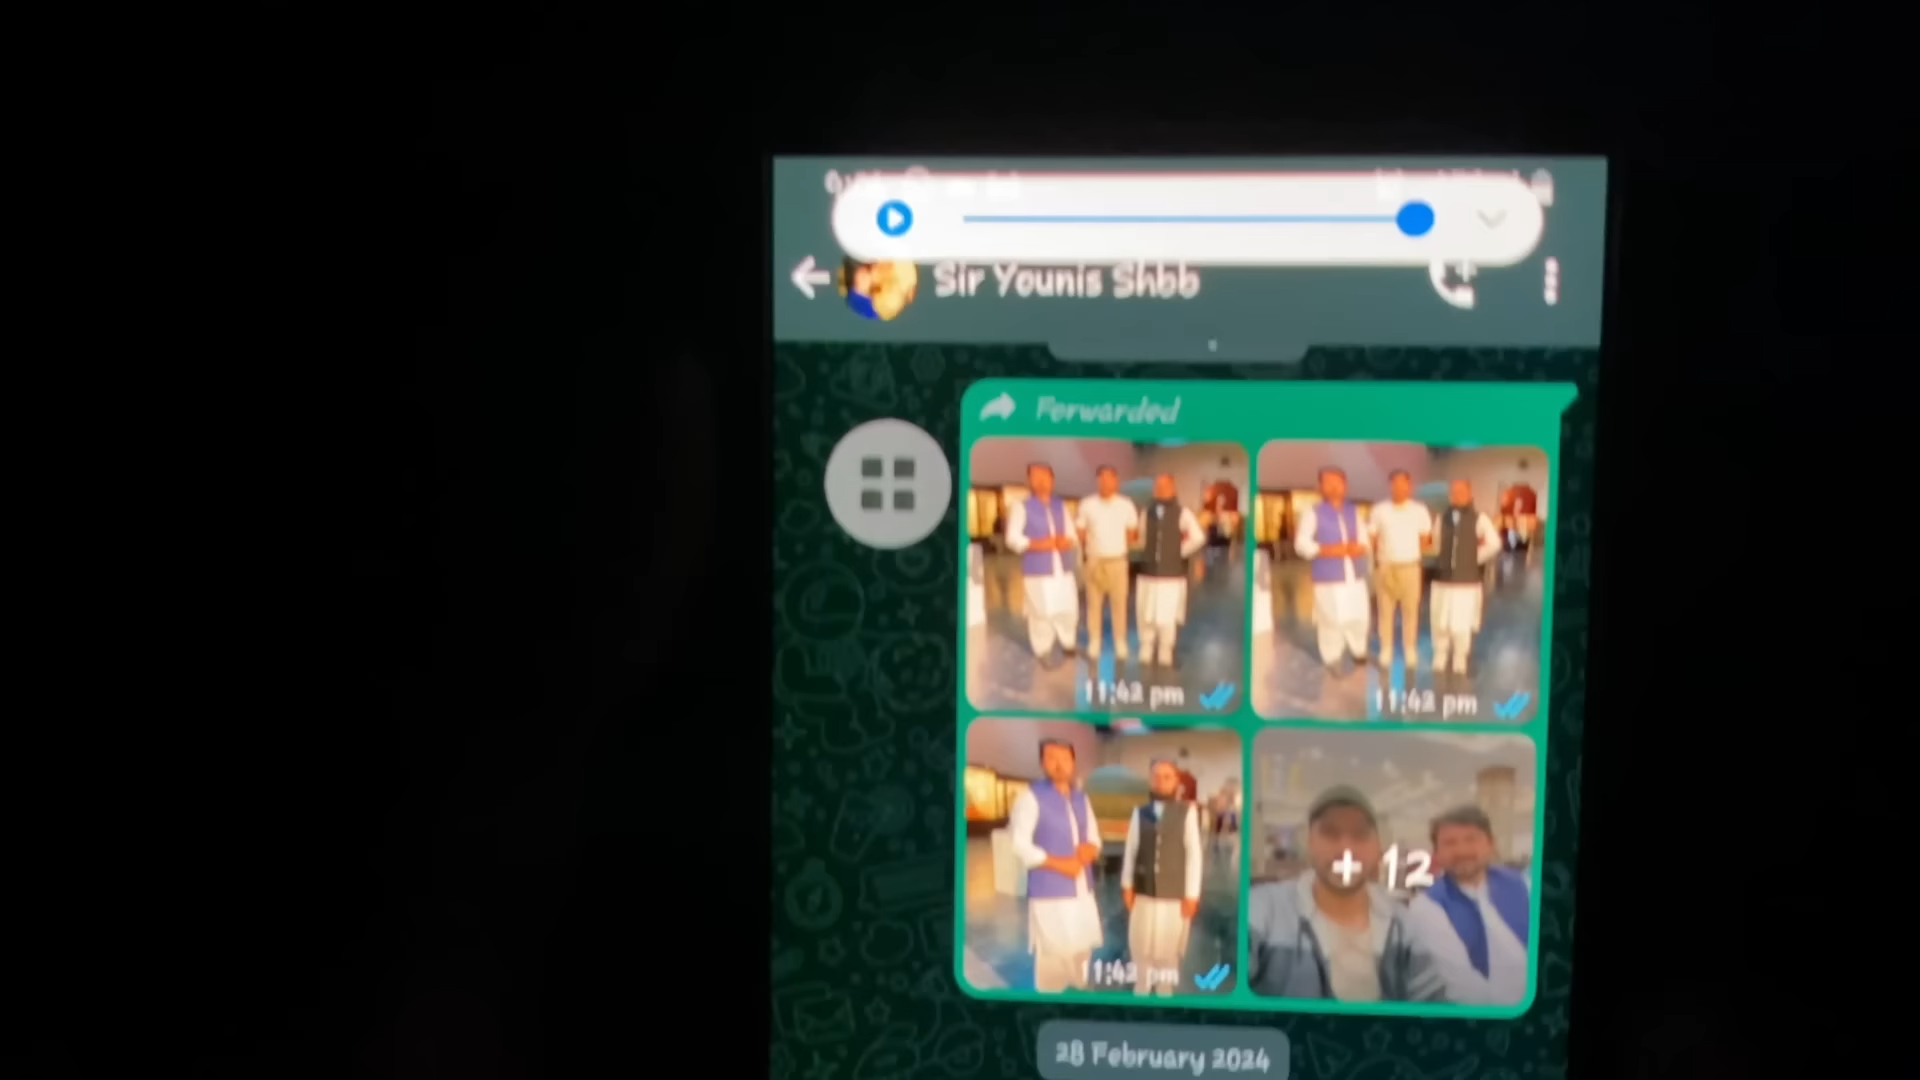 Sir Younis Shbb
Forwarded
11:42 pm
11:42 pm
11:42 pm
+ 12
28 February 2024